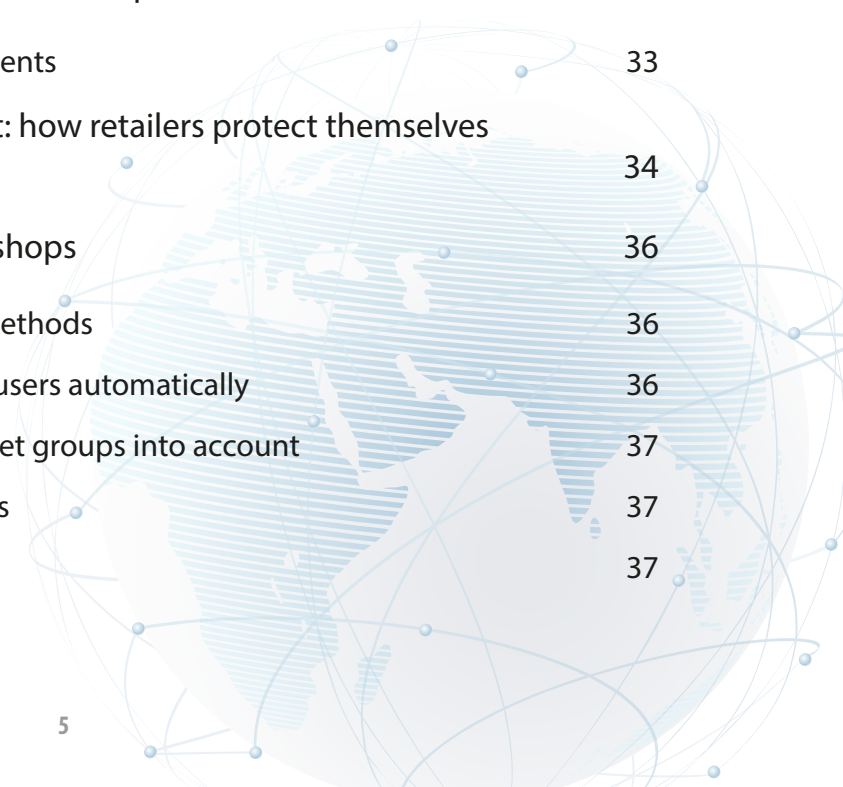 ents 33
: how retailers protect themselves
34
shops 36
ethods 36
users automatically 36
et groups into account 37
s 37
37
5